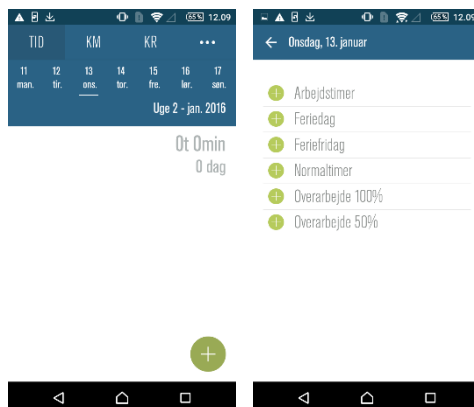 65% 12.09
TID KM KR •••
11 12 13 14 15 16 17
man. tir. ons. tor. fre. lør. søn.
Uge 2 - jan. 2016
0t 0min
0 dag
65% 12.09
Onsdag, 13. januar
Arbejdstimer
Feriedag
Feriefridag
Normaltimer
Overarbejde 100%
Overarbejde 50%